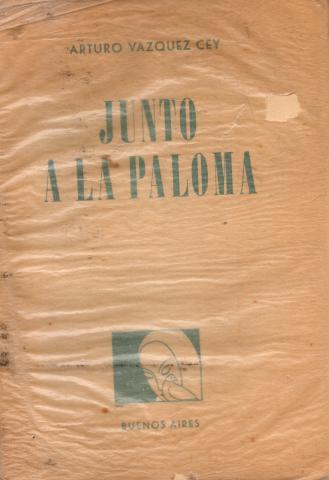 ARTURO VAZQUEZ CEY
JUNTO
A LA PALOMA
BUENOS AIRES